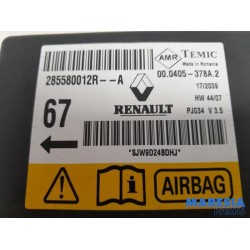 AMR TEMIC
Made in Romania
285580012R--A
00.0405-378A.2
17/2009
67
RENAULT
HW 44/07
PJ034 V 3.5
*SJW9D24BDHJ*
AIRBAG